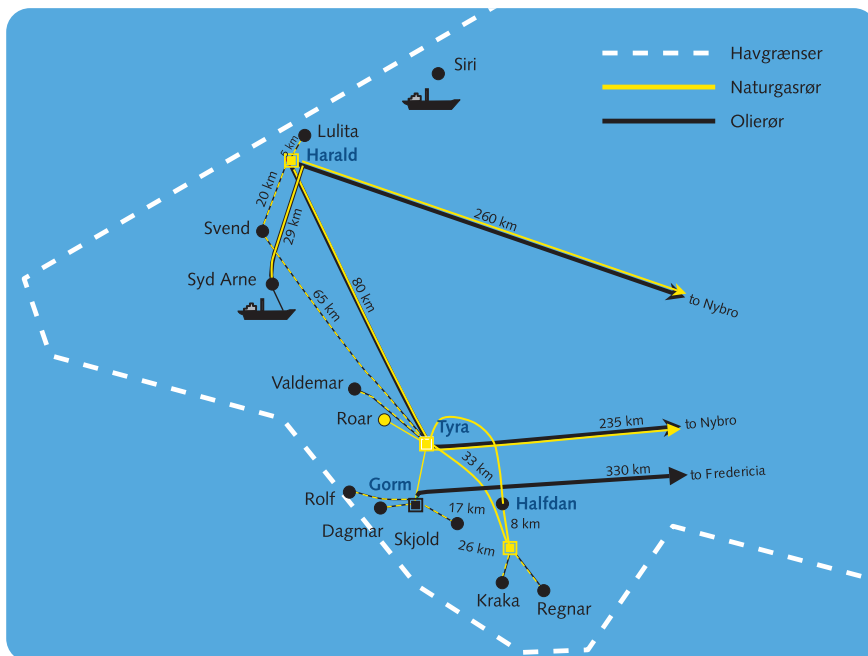 Siri
Havgrænser
Naturgasrør
Olierør
Lulita
5 km
Harald
20 km
29 km
Svend
260 km
Syd Arne
80 km
65 km
to Nybro
Valdemar
Roar
Tyra
235 km
to Nybro
33 km
330 km
to Fredericia
Gorm
Rolf
17 km
Halfdan
Dagmar
Skjold
8 km
26 km
Kraka
Regnar